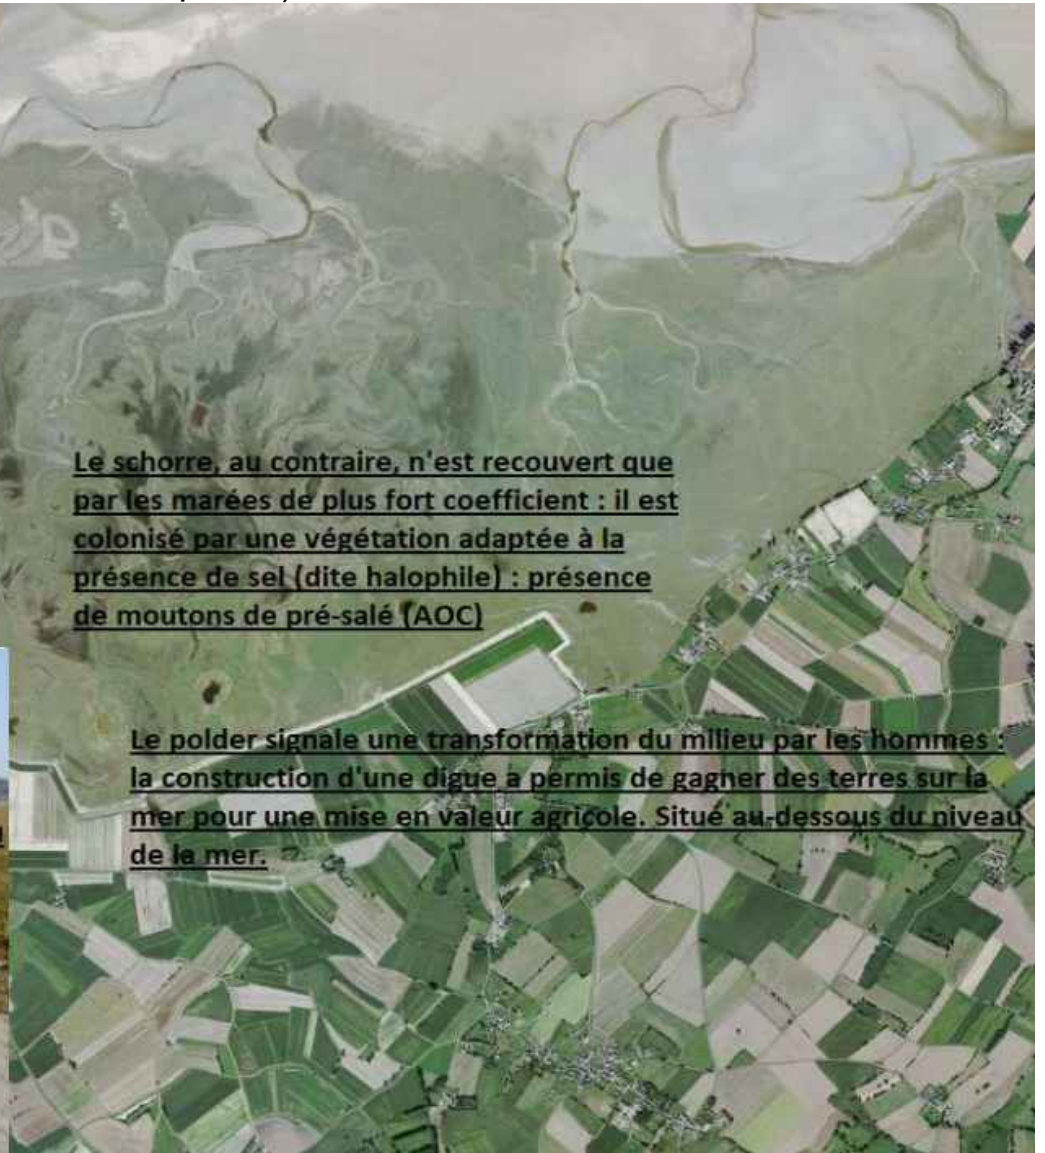 Le schorre, au contraire, n'est recouvert que
par les marées de plus fort coefficient : il est
colonisé par une végétation adaptée à la
présence de sel (dite halophile) : présence
de moutons de pré-salé (AOC)
Le polder signale une transformation du milieu par les hommes :
la construction d'une digue a permis de gagner des terres sur la
mer pour une mise en valeur agricole. Situé au-dessous du niveau
de la mer.